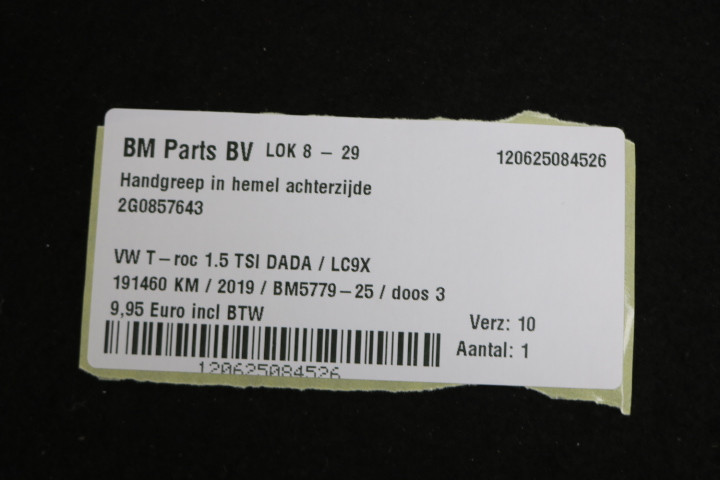 BM Parts BV LOK 8 - 29 120625084526
Handgreep in hemel achterzijde
2G0857643
VW T-roc 1.5 TSI DADA / LC9X
191460 KM / 2019 / BM5779-25 / doos 3
9,95 Euro incl BTW
Verz: 10
Aantal: 1
120625084526